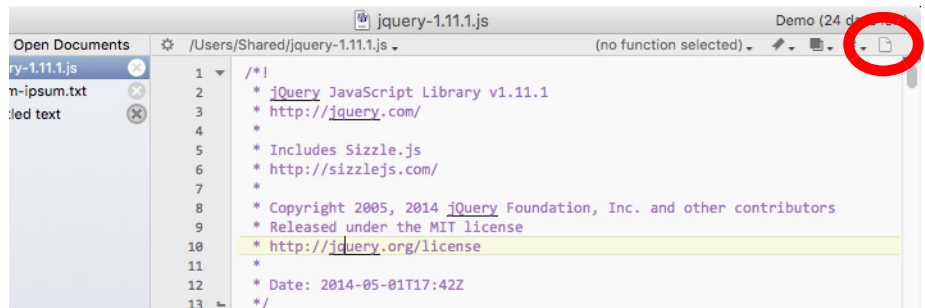 jquery-1.11.1.js
Demo (24 days
Open Documents
/Users/Shared/jquery-1.11.1.js
(no function selected)
ry-1.11.1.js
m-ipsum.txt
led text
1 /*!
2 * jQuery JavaScript Library v1.11.1
3 * http://jquery.com/
4 *
5 * Includes Sizzle.js
6 * http://sizzlejs.com/
7 *
8 * Copyright 2005, 2014 jQuery Foundation, Inc. and other contributors
9 * Released under the MIT license
10 * http://jquery.org/license
11 *
12 * Date: 2014-05-01T17:42Z
13 */